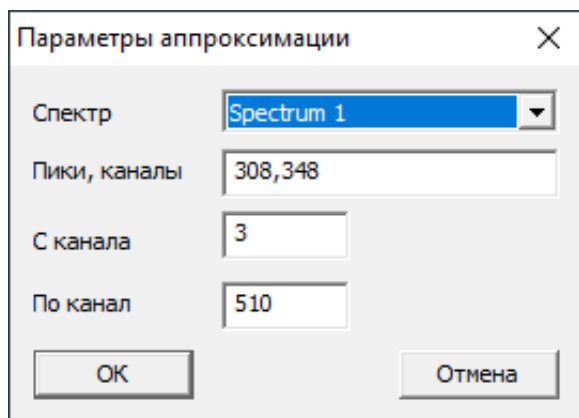 Параметры аппроксимации
Спектр Spectrum 1
Пики, каналы 308,348
С канала 3
По канал 510
OK Отмена